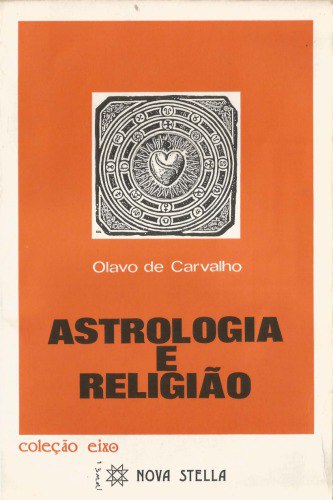 Olavo de Carvalho
ASTROLOGIA
E
RELIGIÃO
coleção eixo
NOVA STELLA